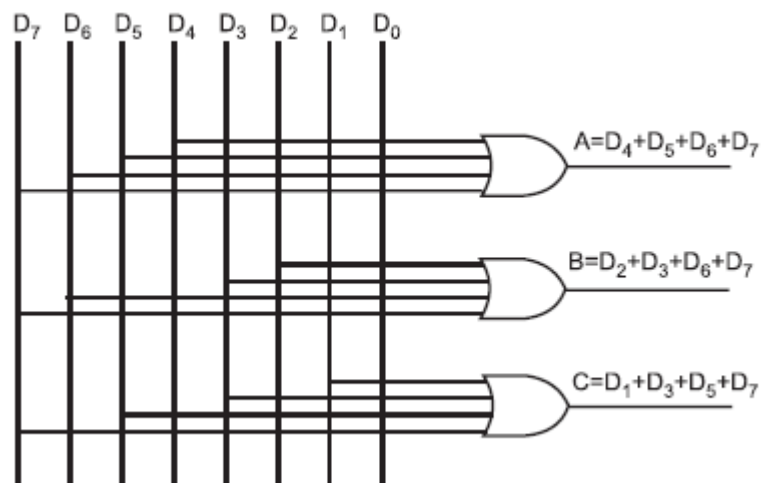 D₇ D₆ D₅ D₄ D₃ D₂ D₁ D₀
A=D₄+D₅+D₆+D₇
B=D₂+D₃+D₆+D₇
C=D₁+D₃+D₅+D₇